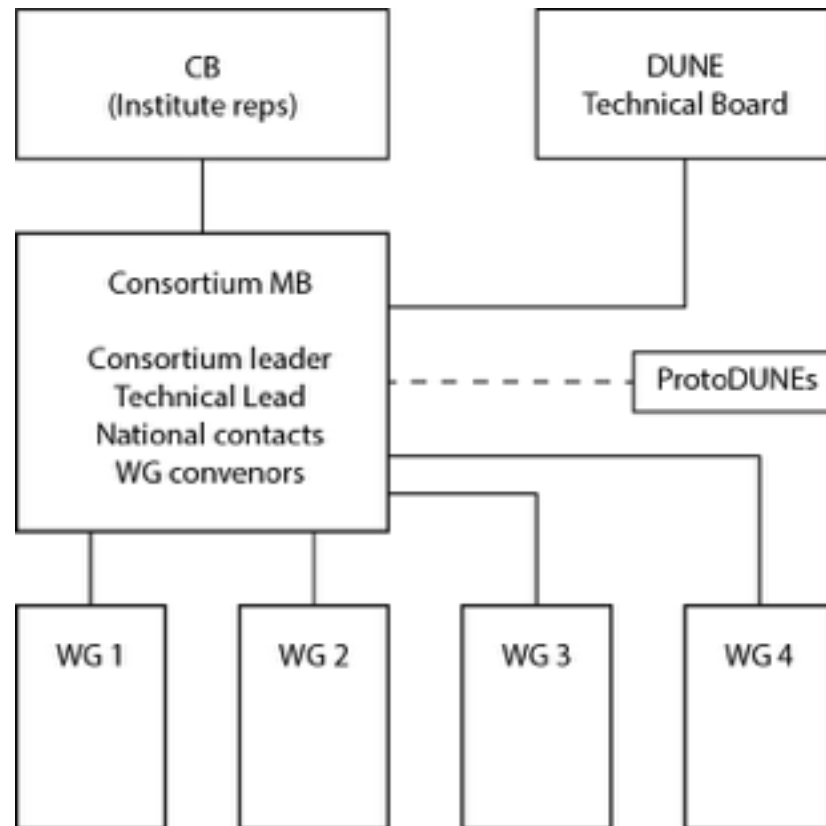 CB
(Institute reps)
DUNE
Technical Board
Consortium MB
Consortium leader
Technical Lead
National contacts
WG convenors
ProtoDUNEs
WG 1
WG 2
WG 3
WG 4